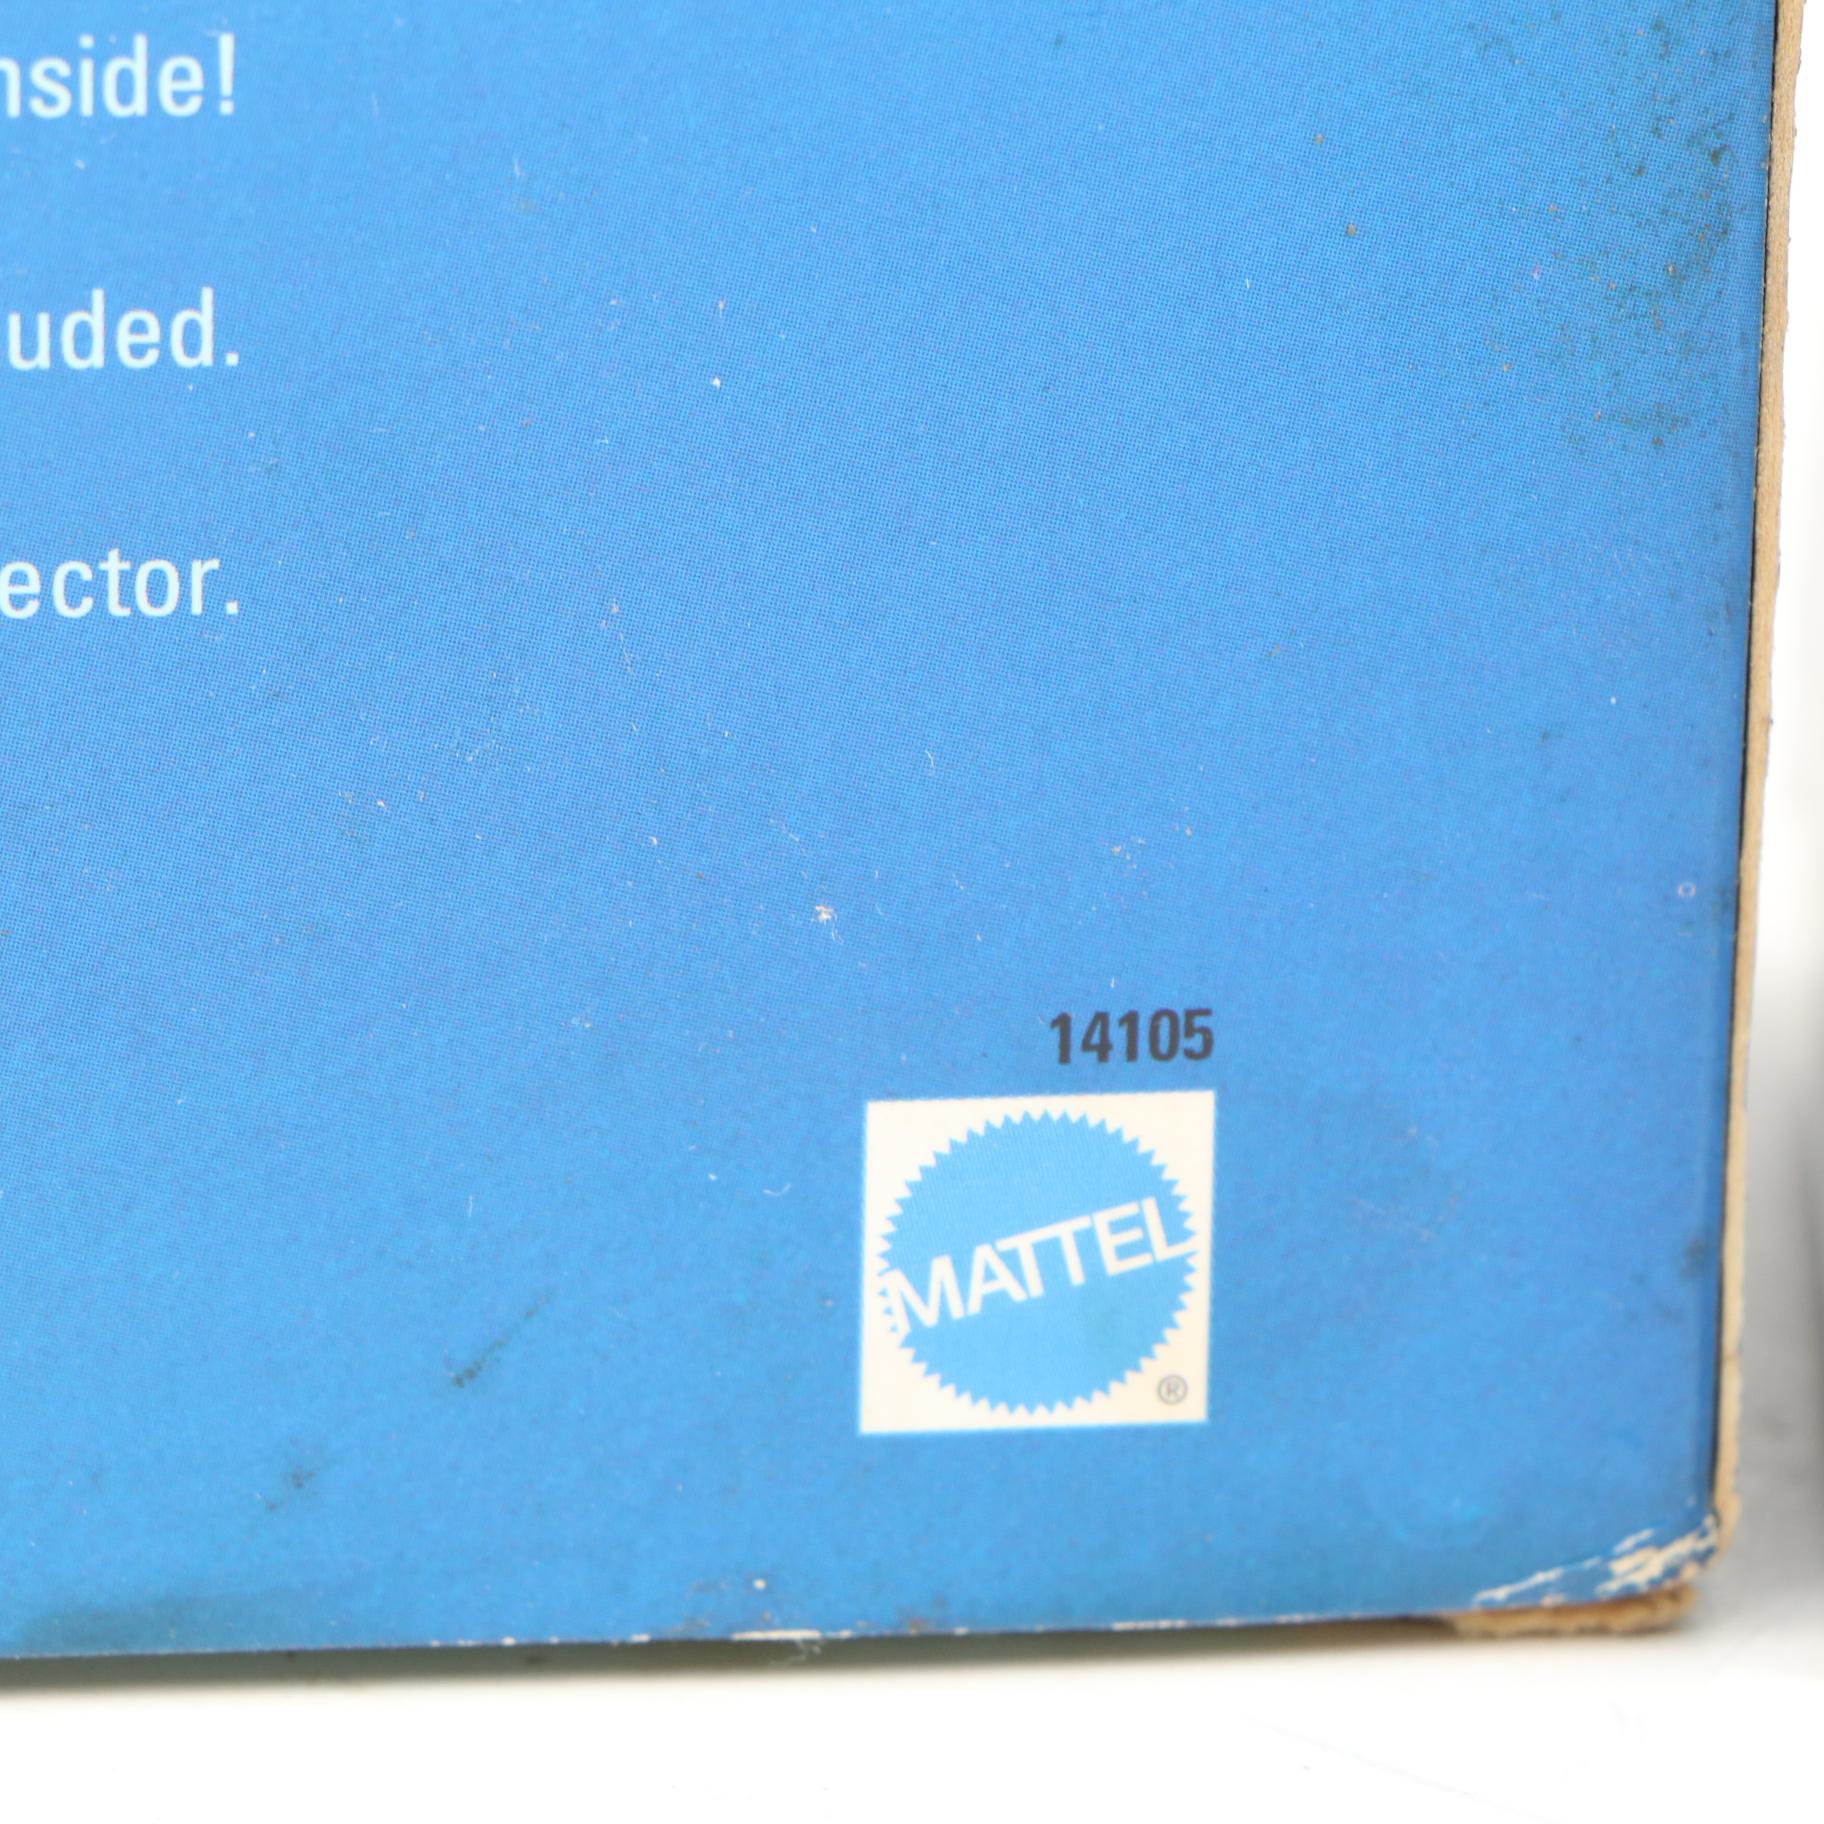 nside!
uded.
ector.
14105
MATTEL
®